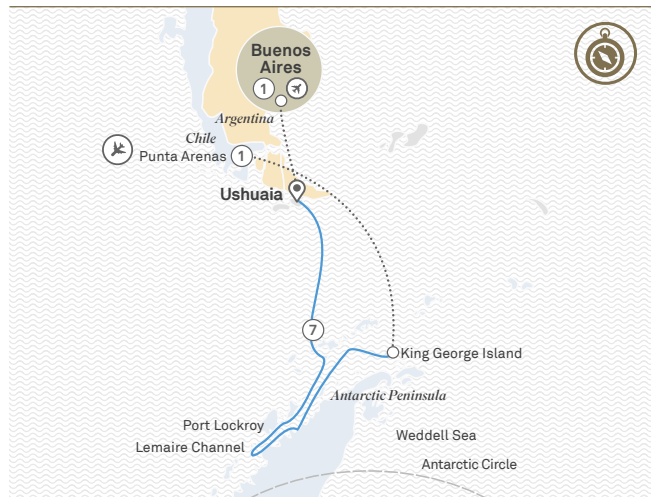 Buenos
Aires
1
Argentina
Chile
Punta Arenas 1
Ushuaia
7
King George Island
Antarctic Peninsula
Port Lockroy
Weddell Sea
Lemaire Channel
Antarctic Circle